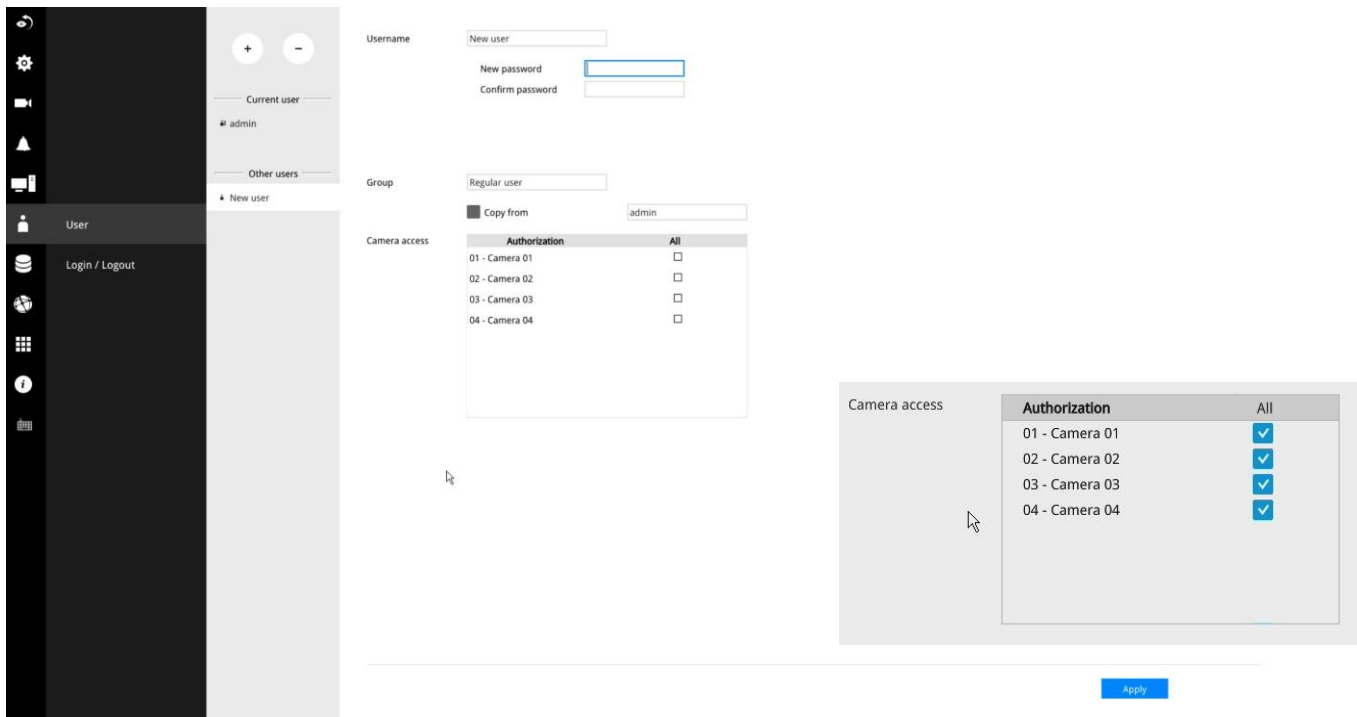 User
Login / Logout
+ −
Current user
admin
Other users
New user
Username New user
New password
Confirm password
Group Regular user
Copy from admin
Camera access Authorization All
01 - Camera 01
02 - Camera 02
03 - Camera 03
04 - Camera 04
Camera access Authorization All
01 - Camera 01
02 - Camera 02
03 - Camera 03
04 - Camera 04
Apply